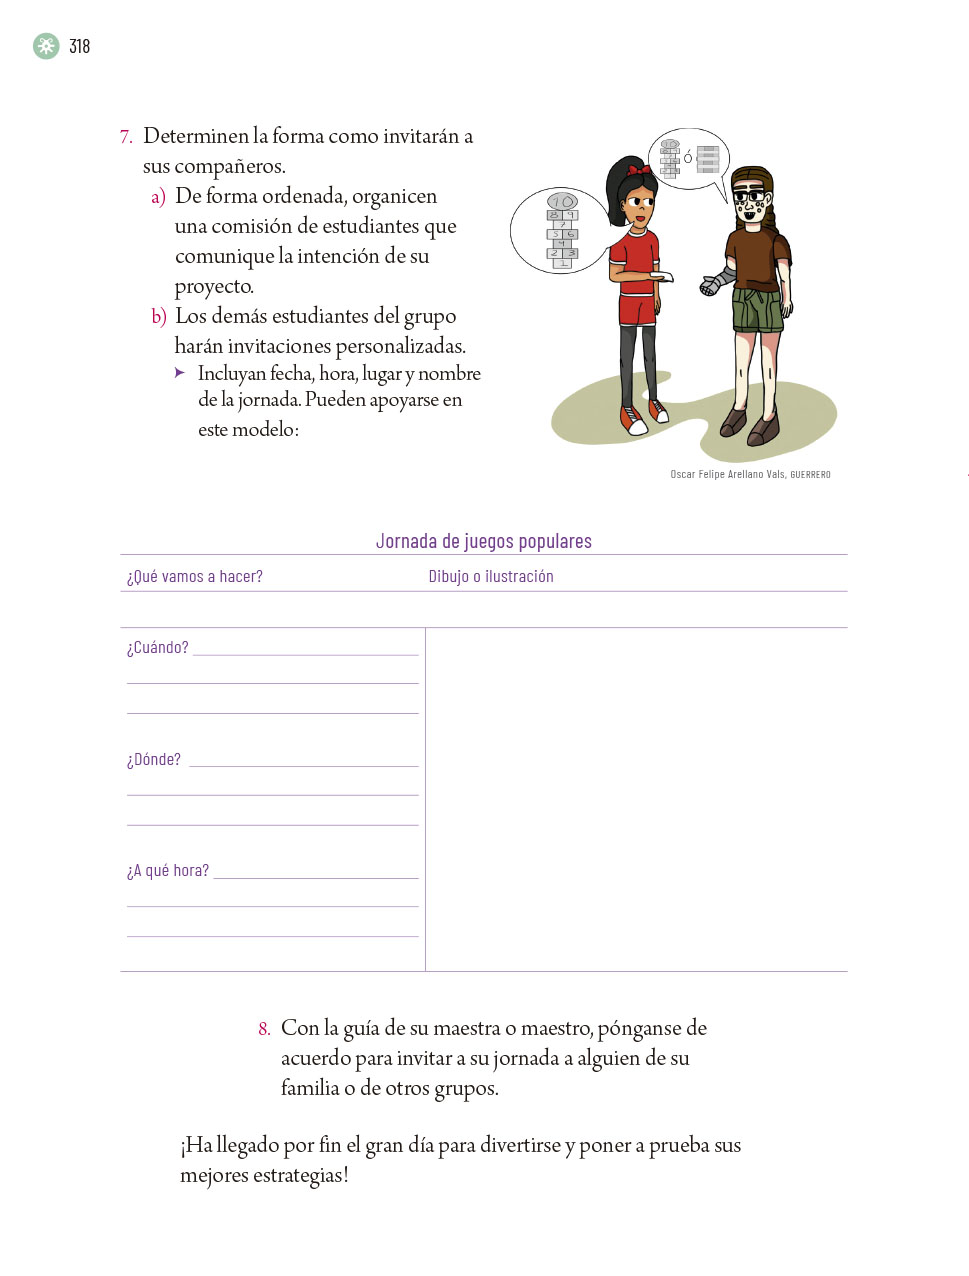 318
7. Determinen la forma como invitarán a
sus compañeros.
a) De forma ordenada, organicen
una comisión de estudiantes que
comunique la intención de su
proyecto.
b) Los demás estudiantes del grupo
harán invitaciones personalizadas.
➤ Incluyan fecha, hora, lugar y nombre
de la jornada. Pueden apoyarse en
este modelo:
10
8 9
7
5 6
4
2 3
1
Ó
Oscar Felipe Arellano Vals, GUERRERO
Jornada de juegos populares
¿Qué vamos a hacer? Dibujo o ilustración
¿Cuándo?
¿Dónde?
¿A qué hora?
8. Con la guía de su maestra o maestro, pónganse de
acuerdo para invitar a su jornada a alguien de su
familia o de otros grupos.
¡Ha llegado por fin el gran día para divertirse y poner a prueba sus
mejores estrategias!